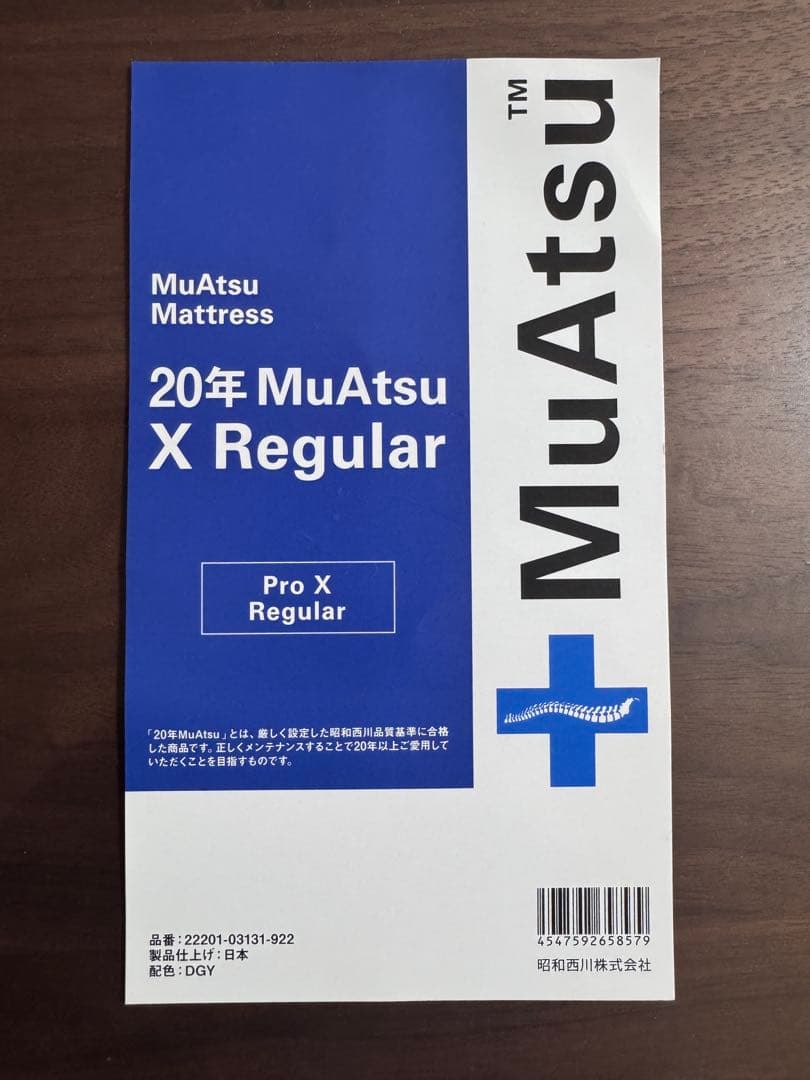 MuAtsu
Mattress
20年 MuAtsu
X Regular
Pro X
Regular
「20年MuAtsu」とは、厳しく設定した昭和西川品質基準に合格
した商品です。正しくメンテナンスすることで20年以上ご愛用して
いただくことを目指すものです。
品番:22201-03131-922
製品仕上げ:日本
配色:DGY
MuAtsu™
4547592658579
昭和西川株式会社